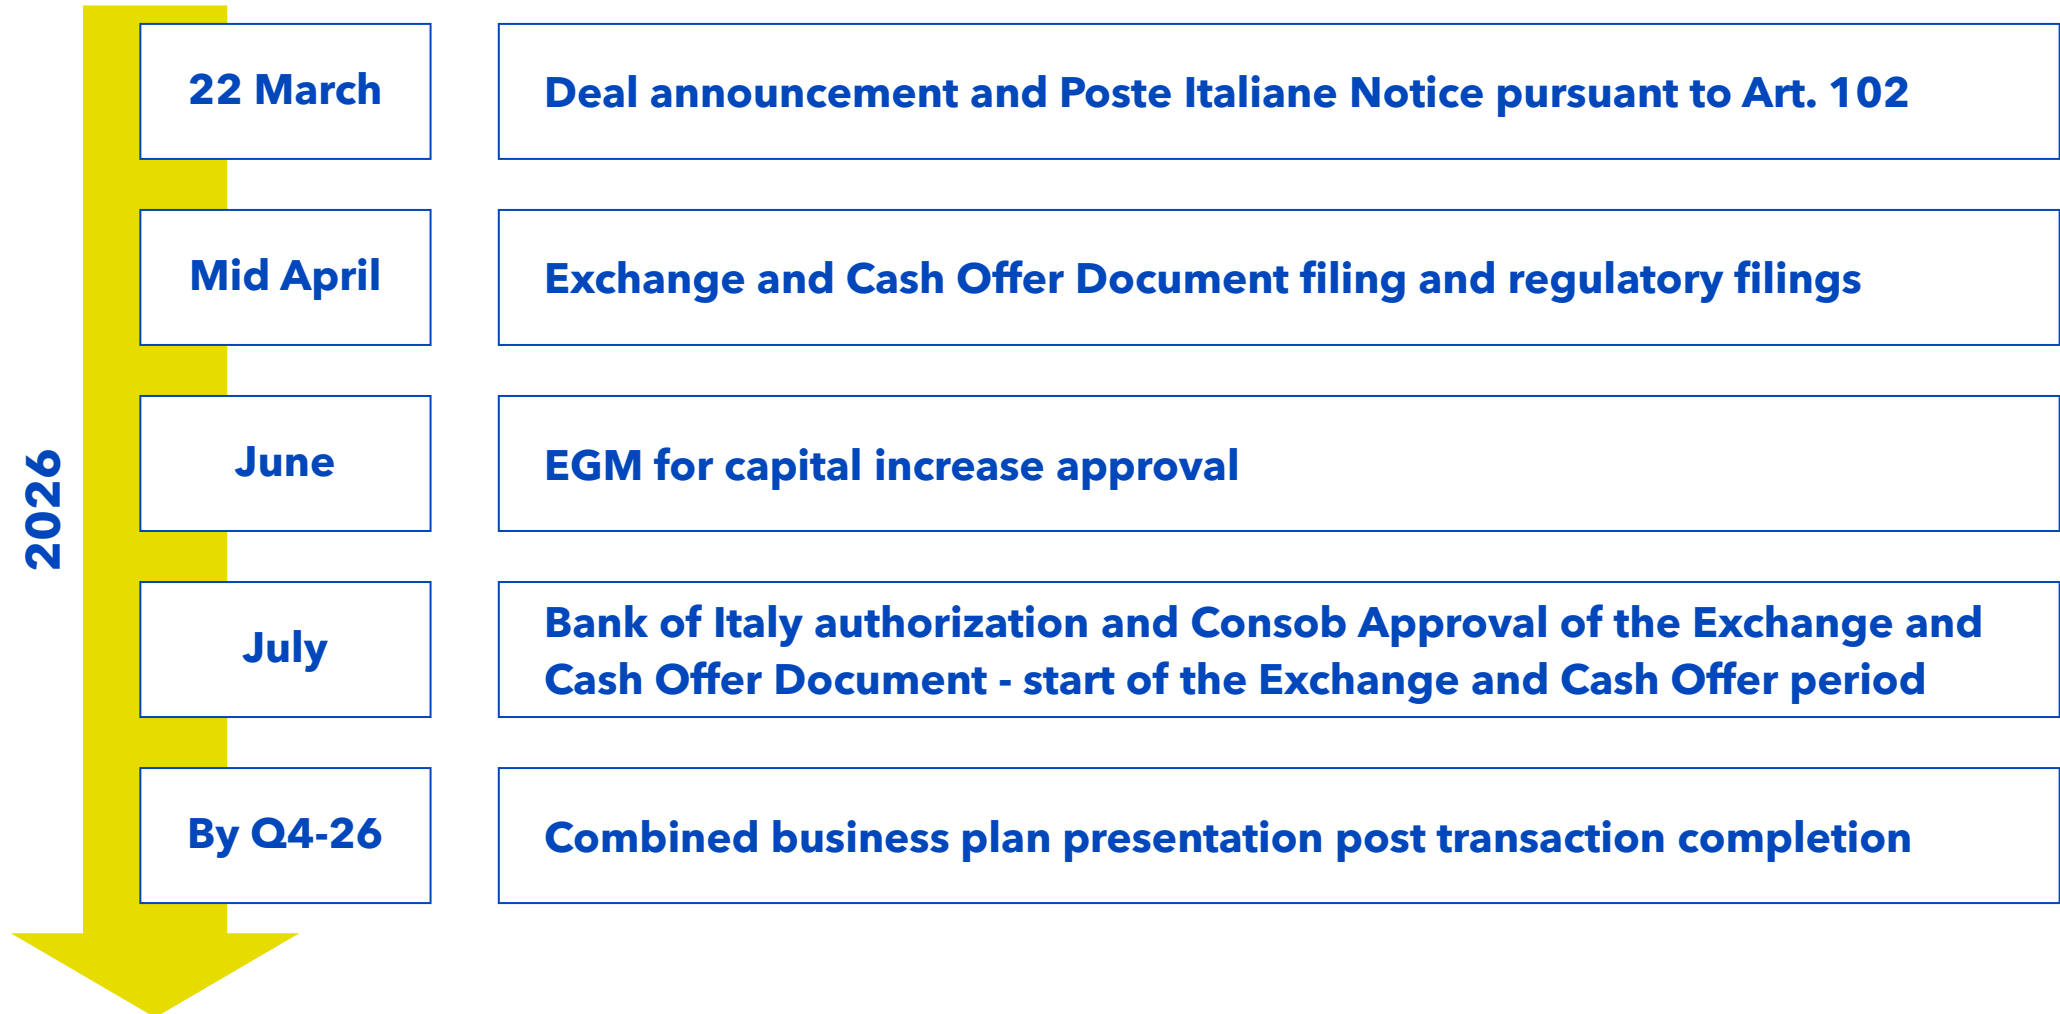 2026
22 March
Deal announcement and Poste Italiane Notice pursuant to Art. 102
Mid April
Exchange and Cash Offer Document filing and regulatory filings
June
EGM for capital increase approval
July
Bank of Italy authorization and Consob Approval of the Exchange and
Cash Offer Document - start of the Exchange and Cash Offer period
By Q4-26
Combined business plan presentation post transaction completion